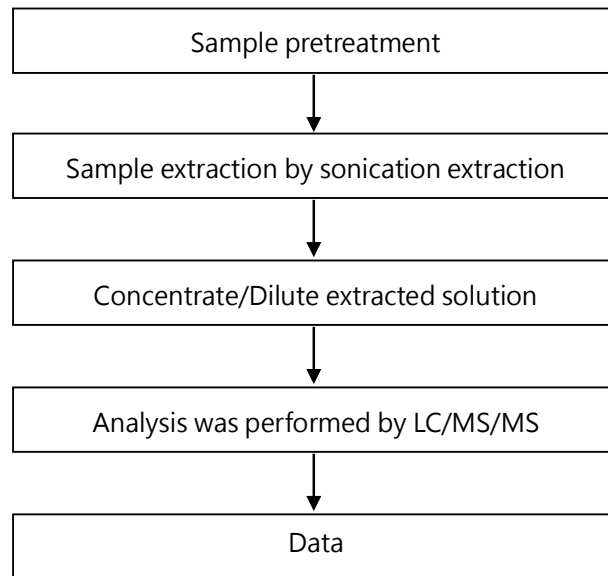 Sample pretreatment
Sample extraction by sonication extraction
Concentrate/Dilute extracted solution
Analysis was performed by LC/MS/MS
Data